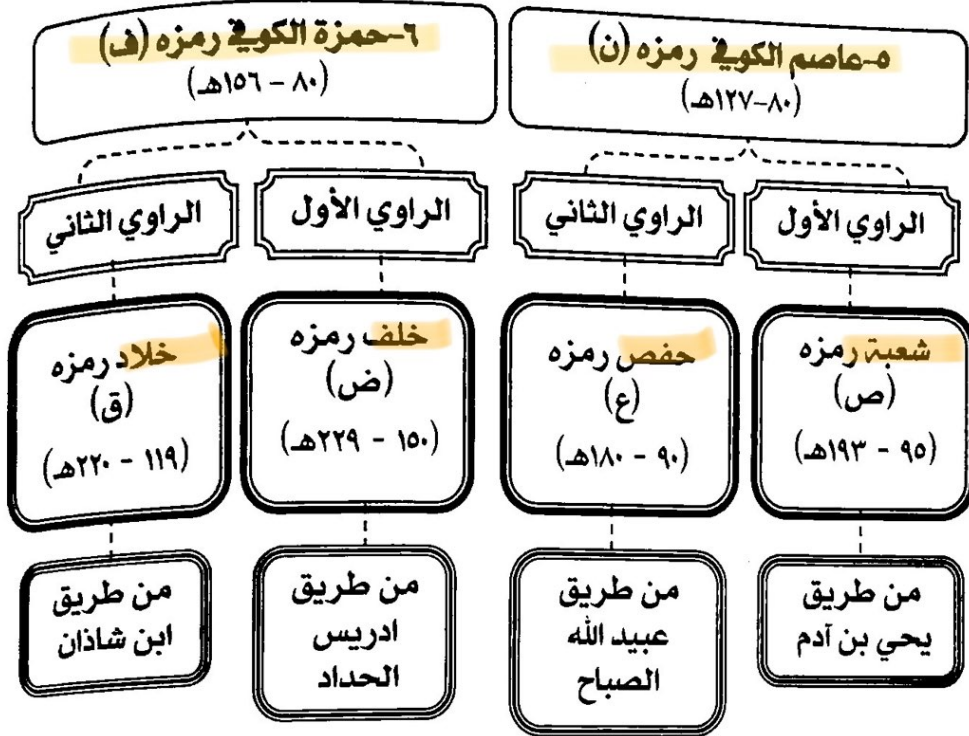 ٥-عاصم الكوفي رمزه (ن)
(٨٠-١٢٧هـ)
الراوي الأول
شعبة رمزه
(ص)
(٩٥ - ١٩٣هـ)
من طريق
يحي بن آدم
الراوي الثاني
حفص رمزه
(ع)
(٩٠ - ١٨٠هـ)
من طريق
عبيد الله
الصباح
٦-حمزة الكوفي رمزه (ف)
(٨٠ - ١٥٦هـ)
الراوي الأول
خلف رمزه
(ض)
(١٥٠ - ٢٢٩هـ)
من طريق
ادريس
الحداد
الراوي الثاني
خلاد رمزه
(ق)
(١١٩ - ٢٢٠هـ)
من طريق
ابن شاذان